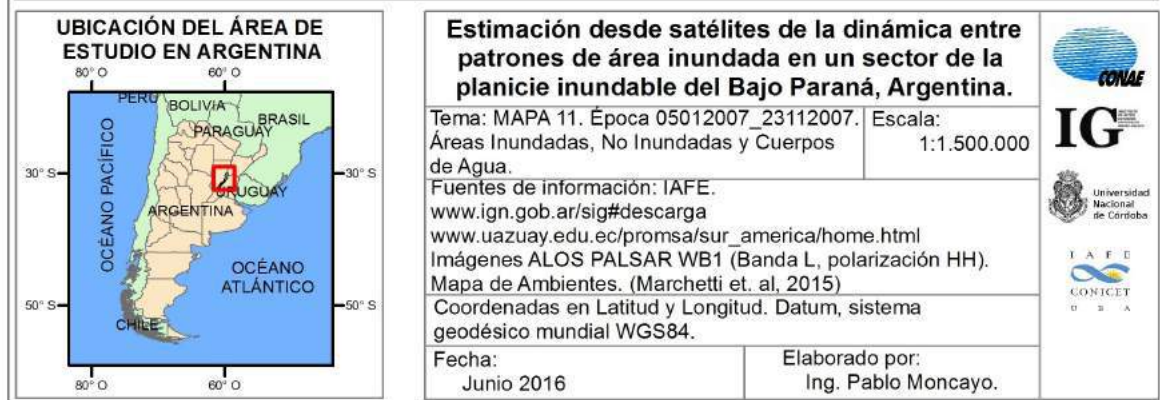 UBICACIÓN DEL ÁREA DE
ESTUDIO EN ARGENTINA
80° O 60° O
PERÚ
BOLIVIA
BRASIL
PARAGUAY
OCÉANO PACÍFICO
30° S
30° S
URUGUAY
ARGENTINA
OCÉANO
ATLÁNTICO
50° S
50° S
CHILE
80° O 60° O
Estimación desde satélites de la dinámica entre
patrones de área inundada en un sector de la
planicie inundable del Bajo Paraná, Argentina.
Tema: MAPA 11. Época 05012007_23112007.
Áreas Inundadas, No Inundadas y Cuerpos
de Agua.
Escala:
1:1.500.000
Fuentes de información: IAFE.
www.ign.gob.ar/sig#descarga
www.uazuay.edu.ec/promsa/sur_america/home.html
Imágenes ALOS PALSAR WB1 (Banda L, polarización HH).
Mapa de Ambientes. (Marchetti et. al, 2015)
Coordenadas en Latitud y Longitud. Datum, sistema
geodésico mundial WGS84.
Fecha:
Junio 2016
Elaborado por:
Ing. Pablo Moncayo.
CONAE
IG
Universidad
Nacional
de Córdoba
I A F E
CONICET
U B A